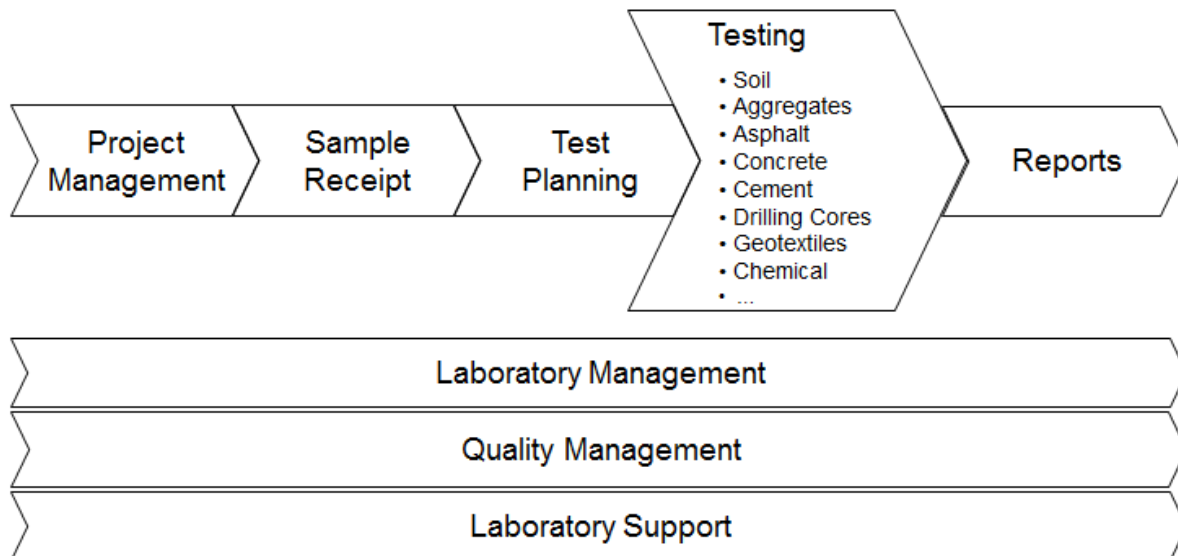 Project
Management
Sample
Receipt
Test
Planning
Testing
• Soil
• Aggregates
• Asphalt
• Concrete
• Cement
• Drilling Cores
• Geotextiles
• Chemical
• ...
Reports
Laboratory Management
Quality Management
Laboratory Support